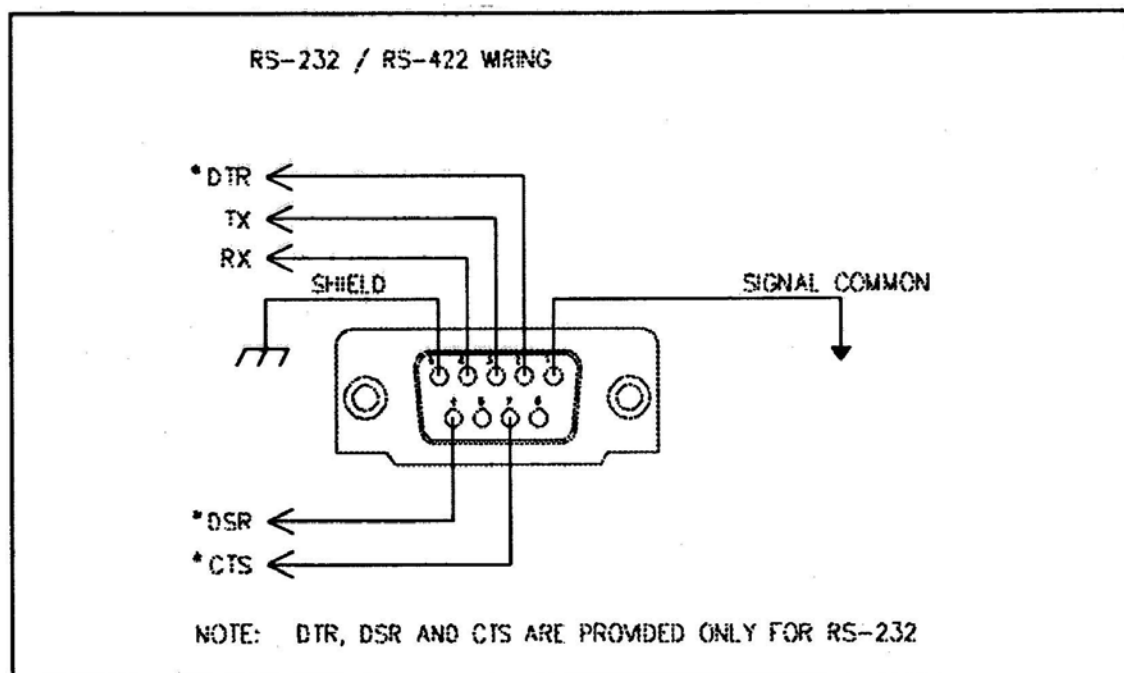 RS-232 / RS-422 WIRING
*DTR
TX
RX
SHIELD
SIGNAL COMMON
*DSR
*CTS
NOTE: DTR, DSR AND CTS ARE PROVIDED ONLY FOR RS-232